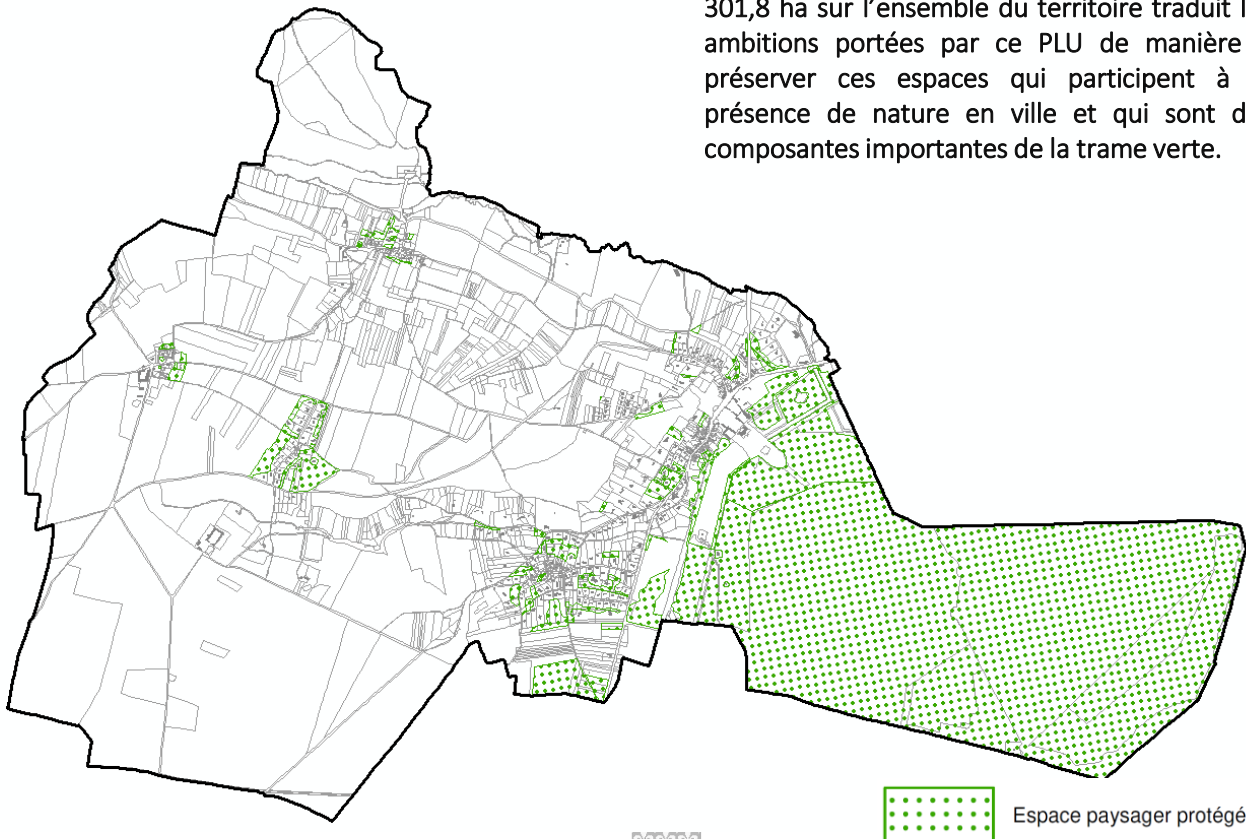 301,8 ha sur l'ensemble du territoire traduit l
ambitions portées par ce PLU de manière
préserver ces espaces qui participent à
présence de nature en ville et qui sont d
composantes importantes de la trame verte.
Espace paysager protégé